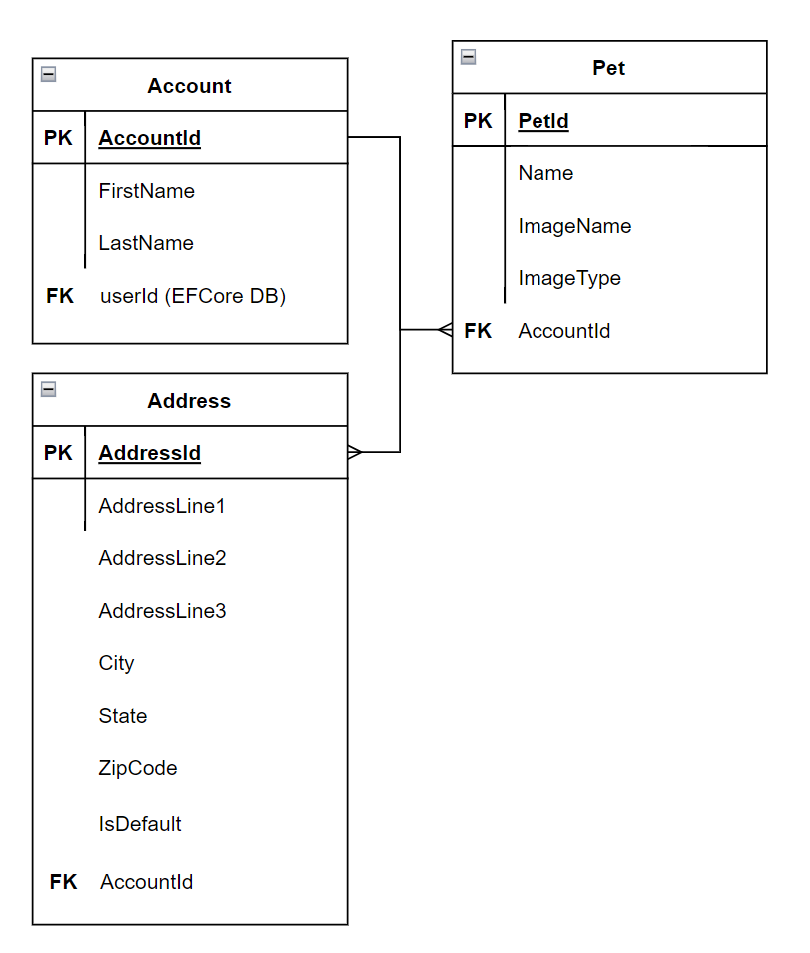 Account
PK AccountId
FirstName
LastName
FK userId (EFCore DB)
Pet
PK PetId
Name
ImageName
ImageType
FK AccountId
Address
PK AddressId
AddressLine1
AddressLine2
AddressLine3
City
State
ZipCode
IsDefault
FK AccountId